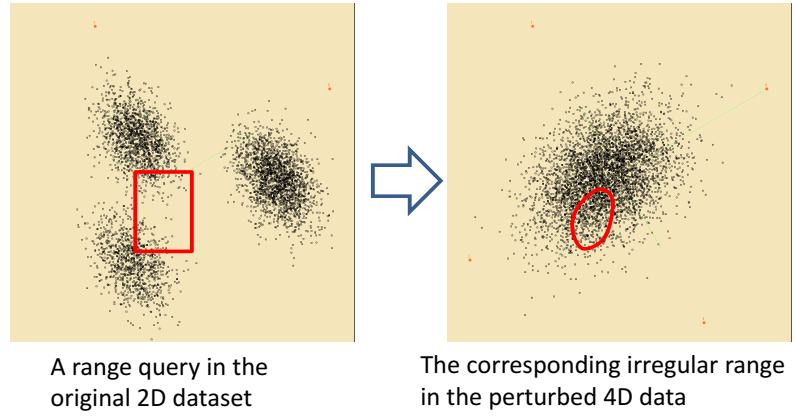 A range query in the
original 2D dataset
The corresponding irregular range
in the perturbed 4D data